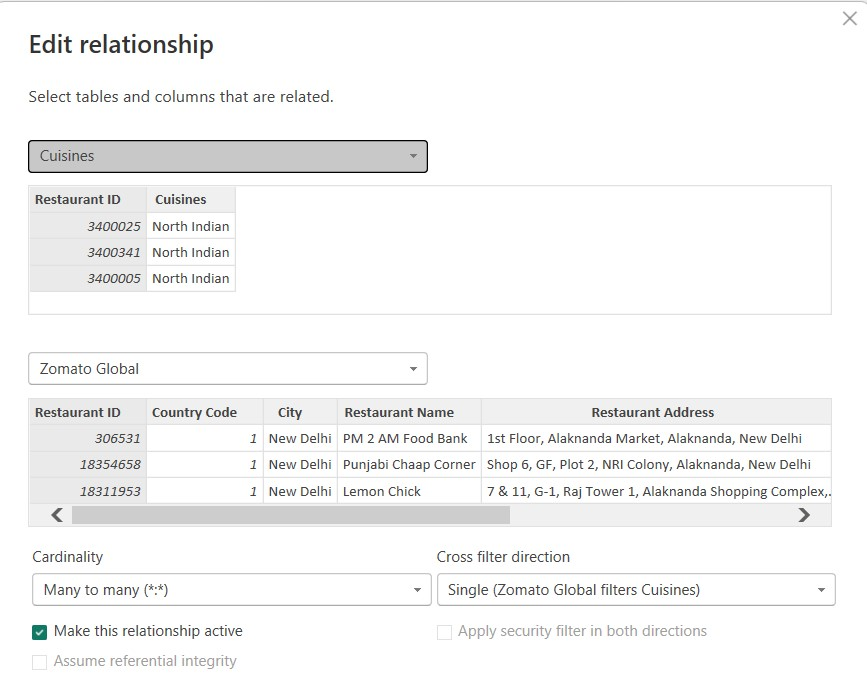 Edit relationship
Select tables and columns that are related.
Cuisines
Restaurant ID Cuisines
3400025 North Indian
3400341 North Indian
3400005 North Indian
Zomato Global
Restaurant ID Country Code City Restaurant Name Restaurant Address
306531 1 New Delhi PM 2 AM Food Bank 1st Floor, Alaknanda Market, Alaknanda, New Delhi
18354658 1 New Delhi Punjabi Chaap Corner Shop 6, GF, Plot 2, NRI Colony, Alaknanda, New Delhi
18311953 1 New Delhi Lemon Chick 7 & 11, G-1, Raj Tower 1, Alaknanda Shopping Complex,.
Cardinality Cross filter direction
Many to many (*:*) Single (Zomato Global filters Cuisines)
Make this relationship active Apply security filter in both directions
Assume referential integrity